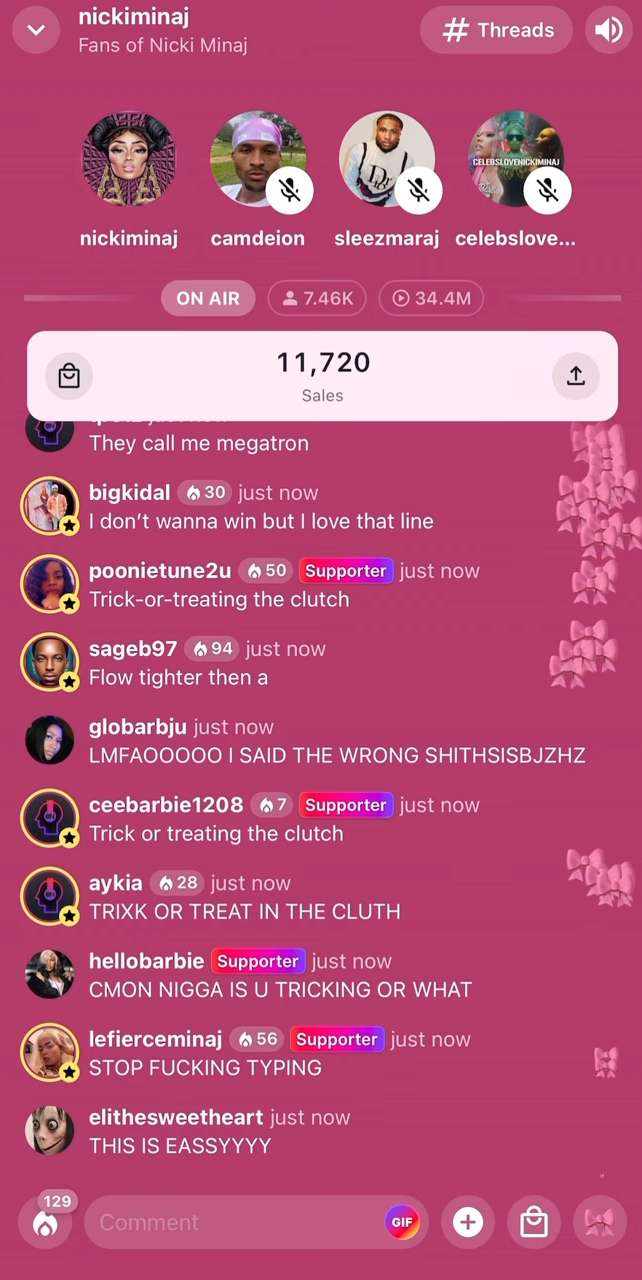 nickiminaj
Fans of Nicki Minaj
# Threads
CELEBSLOVENICKIMINAJ
nickiminaj
camdeion
sleezmaraj
celebslove...
ON AIR
7.46K
34.4M
11,720
Sales
just now
They call me megatron
bigkidal 30 just now
I don’t wanna win but I love that line
poonietune2u 50 Supporter just now
Trick-or-treating the clutch
sageb97 94 just now
Flow tighter then a
globarbju just now
LMFAOOOOO I SAID THE WRONG SHITHSISBJZHZ
ceebarbie1208 7 Supporter just now
Trick or treating the clutch
aykia 28 just now
TRIXK OR TREAT IN THE CLUTH
hellobarbie Supporter just now
CMON NIGGA IS U TRICKING OR WHAT
lefierceminaj 56 Supporter just now
STOP FUCKING TYPING
elithesweetheart just now
THIS IS EASSYYYY
129
Comment
GIF